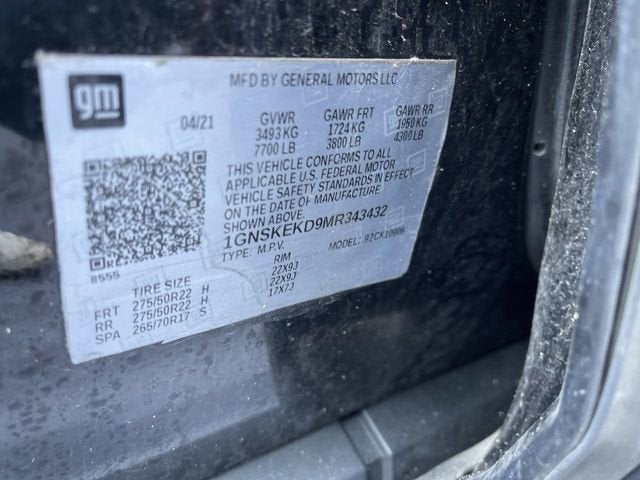 gm
MFD BY GENERAL MOTORS LLC
04/21 GVWR GAWR FRT GAWR RR
3493 KG 1724 KG 1950 KG
7700 LB 3800 LB 4300 LB
THIS VEHICLE CONFORMS TO ALL
APPLICABLE U.S. FEDERAL MOTOR
VEHICLE SAFETY STANDARDS IN EFFECT
ON THE DATE OF MANUFACTURE
SHOWN ABOVE.
1GNSKEKD9MR343432
TYPE: M.P.V. MODEL: 92CK10906
8555
TIRE SIZE RIM
FRT 275/50R22 H 22X9J
RR 275/50R22 H 22X9J
SPA 265/70R17 S 17X7J